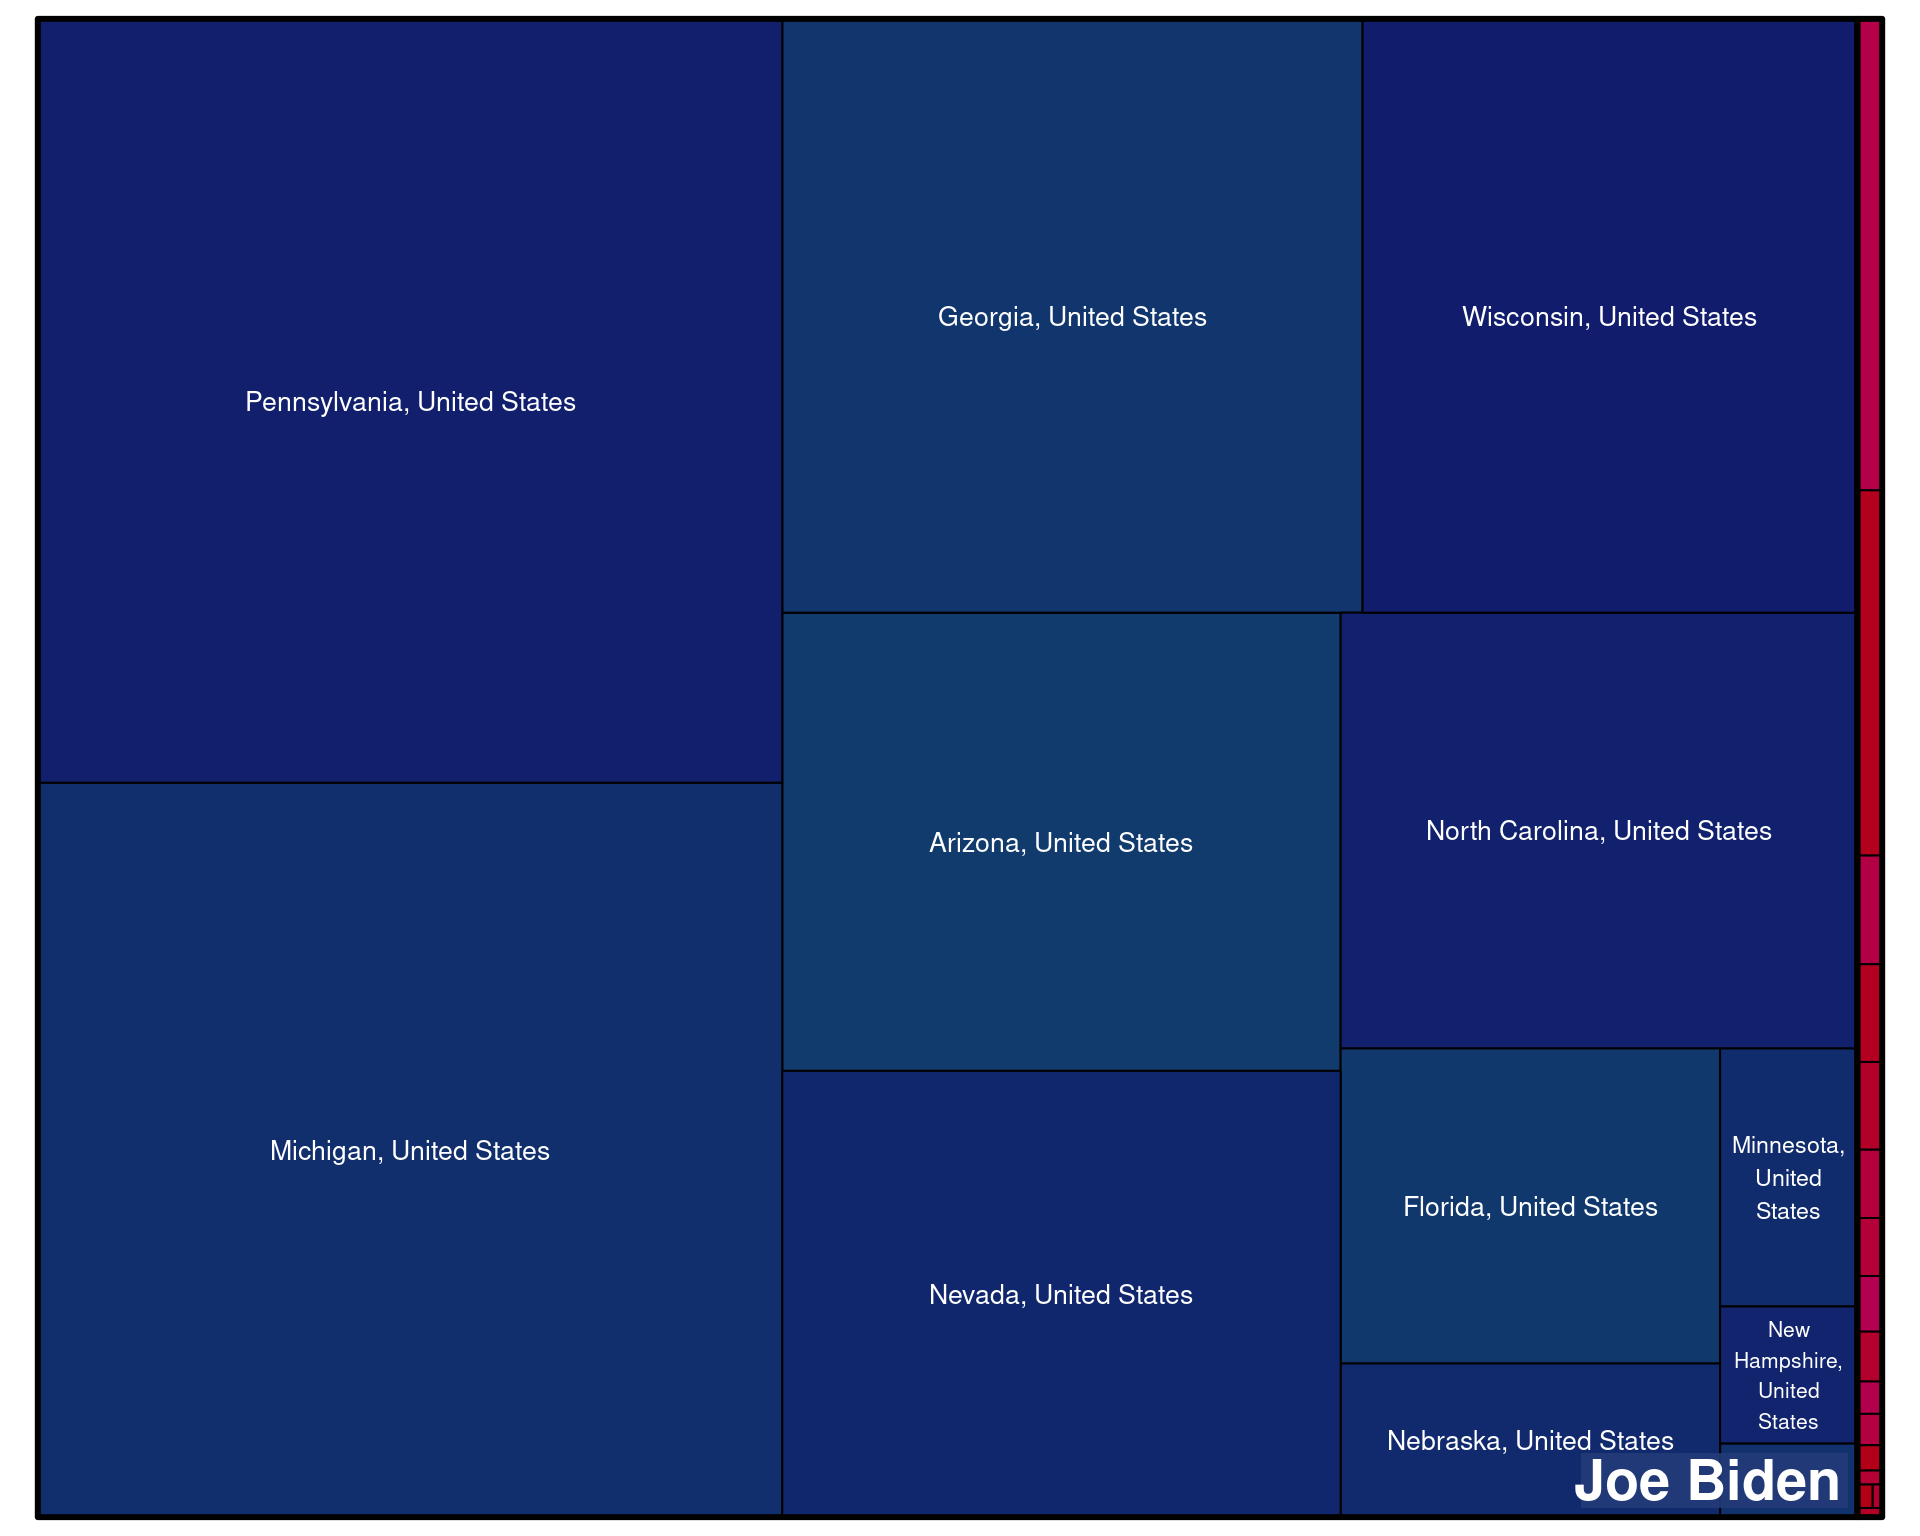 Pennsylvania, United States
Georgia, United States
Wisconsin, United States
Arizona, United States
North Carolina, United States
Michigan, United States
Nevada, United States
Florida, United States
Minnesota,
United
States
New
Hampshire,
United
States
Nebraska, United States
Joe Biden